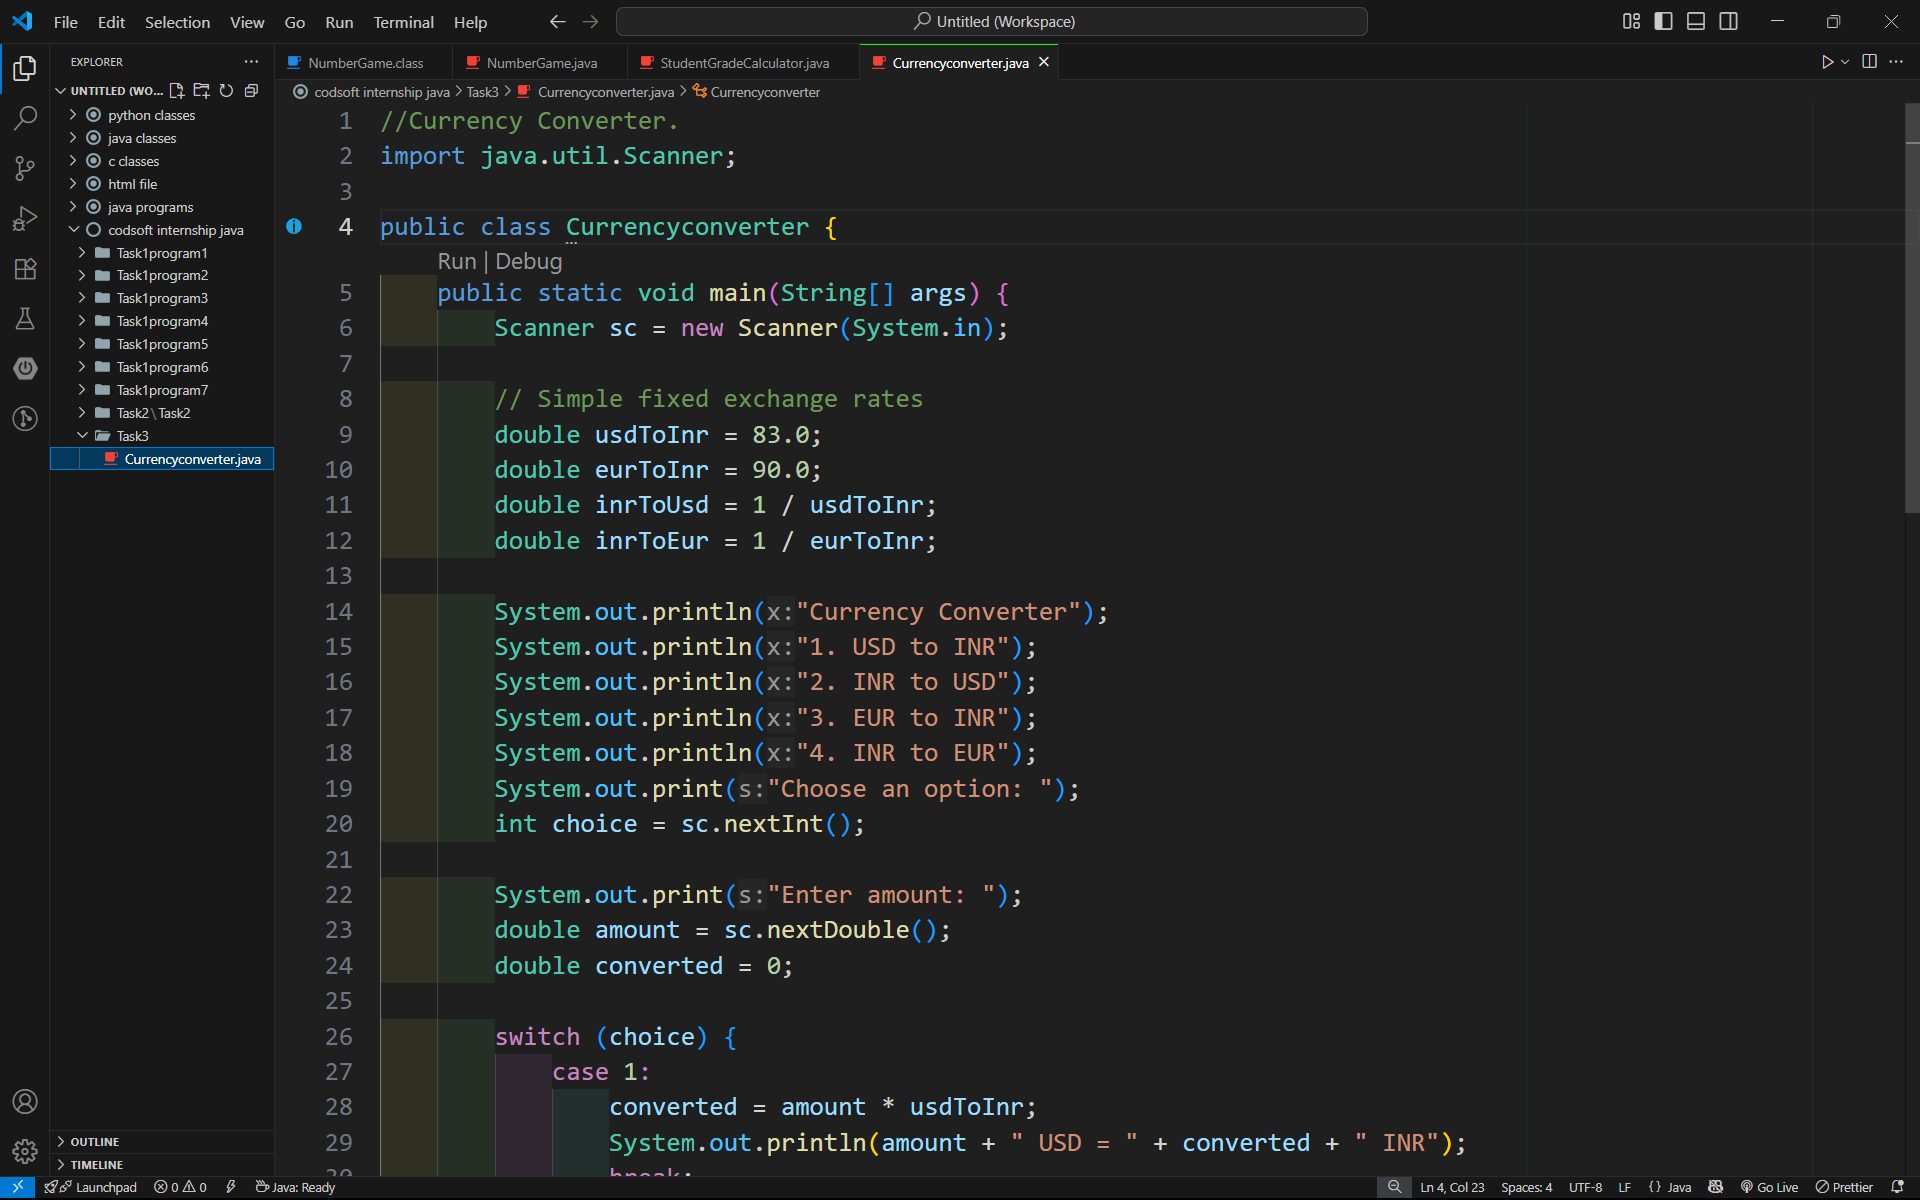 File Edit Selection View Go Run Terminal Help
Untitled (Workspace)
EXPLORER
NumberGame.class
NumberGame.java
StudentGradeCalculator.java
Currencyconverter.java
UNTITLED (WO...
codsoft internship java > Task3 > Currencyconverter.java > Currencyconverter
python classes
java classes
c classes
html file
java programs
codsoft internship java
Task1program1
Task1program2
Task1program3
Task1program4
Task1program5
Task1program6
Task1program7
Task2\Task2
Task3
Currencyconverter.java
OUTLINE
TIMELINE
1 //Currency Converter.
2 import java.util.Scanner;
3
4 public class Currencyconverter {
Run | Debug
5 public static void main(String[] args) {
6 Scanner sc = new Scanner(System.in);
7
8 // Simple fixed exchange rates
9 double usdToInr = 83.0;
10 double eurToInr = 90.0;
11 double inrToUsd = 1 / usdToInr;
12 double inrToEur = 1 / eurToInr;
13
14 System.out.println(x:"Currency Converter");
15 System.out.println(x:"1. USD to INR");
16 System.out.println(x:"2. INR to USD");
17 System.out.println(x:"3. EUR to INR");
18 System.out.println(x:"4. INR to EUR");
19 System.out.print(s:"Choose an option: ");
20 int choice = sc.nextInt();
21
22 System.out.print(s:"Enter amount: ");
23 double amount = sc.nextDouble();
24 double converted = 0;
25
26 switch (choice) {
27 case 1:
28 converted = amount * usdToInr;
29 System.out.println(amount + " USD = " + converted + " INR");
30 break;
Launchpad 0 0 Java: Ready Ln 4, Col 23 Spaces: 4 UTF-8 LF {} Java Go Live Prettier